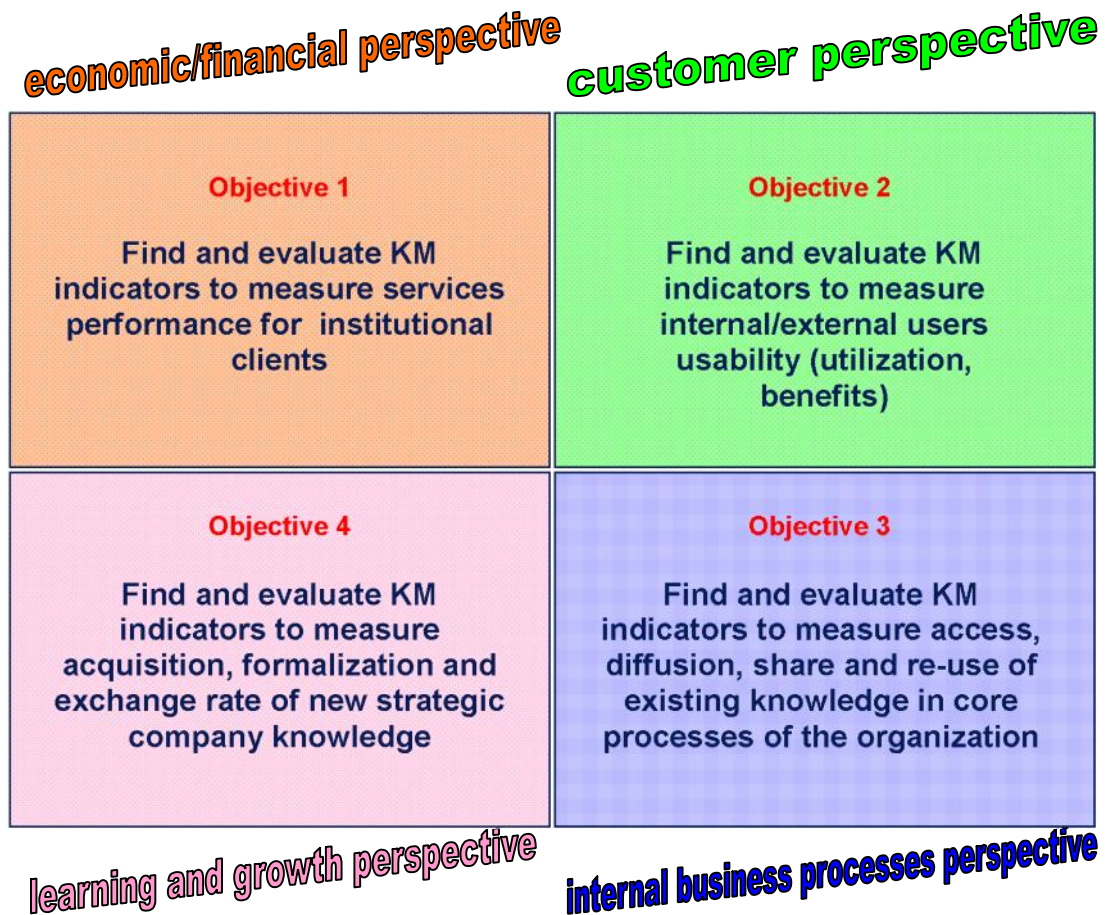 economic/financial perspective
customer perspective
Objective 1
Find and evaluate KM
indicators to measure services
performance for institutional
clients
Objective 2
Find and evaluate KM
indicators to measure
internal/external users
usability (utilization,
benefits)
Objective 4
Find and evaluate KM
indicators to measure
acquisition, formalization and
exchange rate of new strategic
company knowledge
Objective 3
Find and evaluate KM
indicators to measure access,
diffusion, share and re-use of
existing knowledge in core
processes of the organization
learning and growth perspective
internal business processes perspective